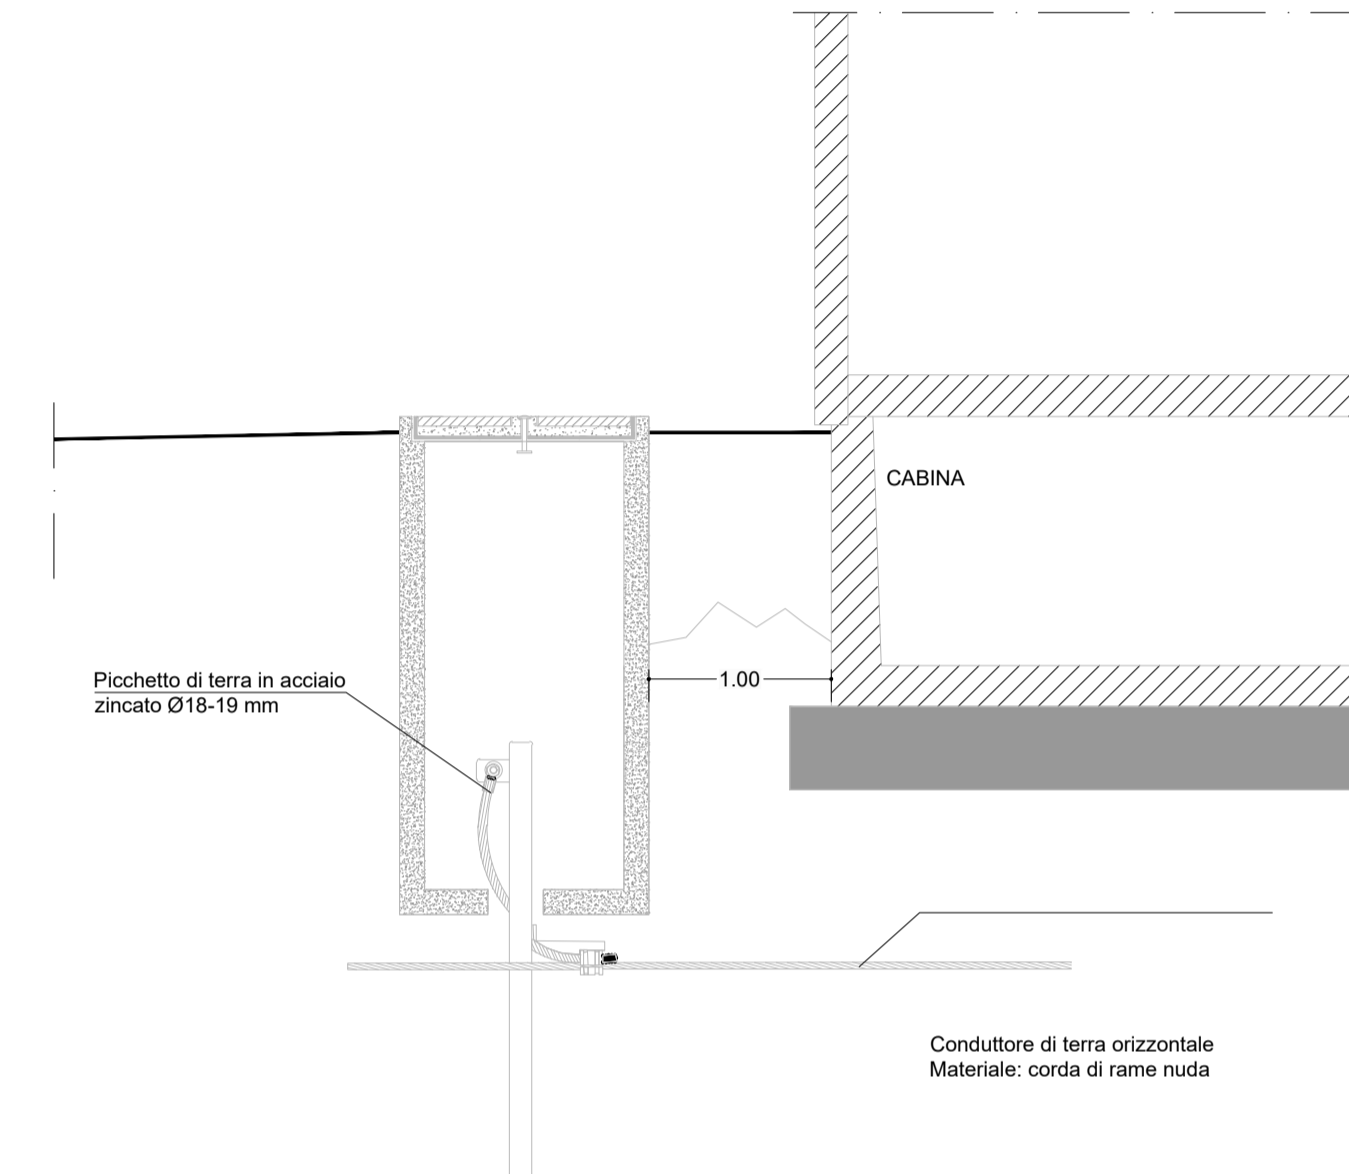 CABINA
Picchetto di terra in acciaio
zincato Ø18-19 mm
1.00
Conduttore di terra orizzontale
Materiale: corda di rame nuda